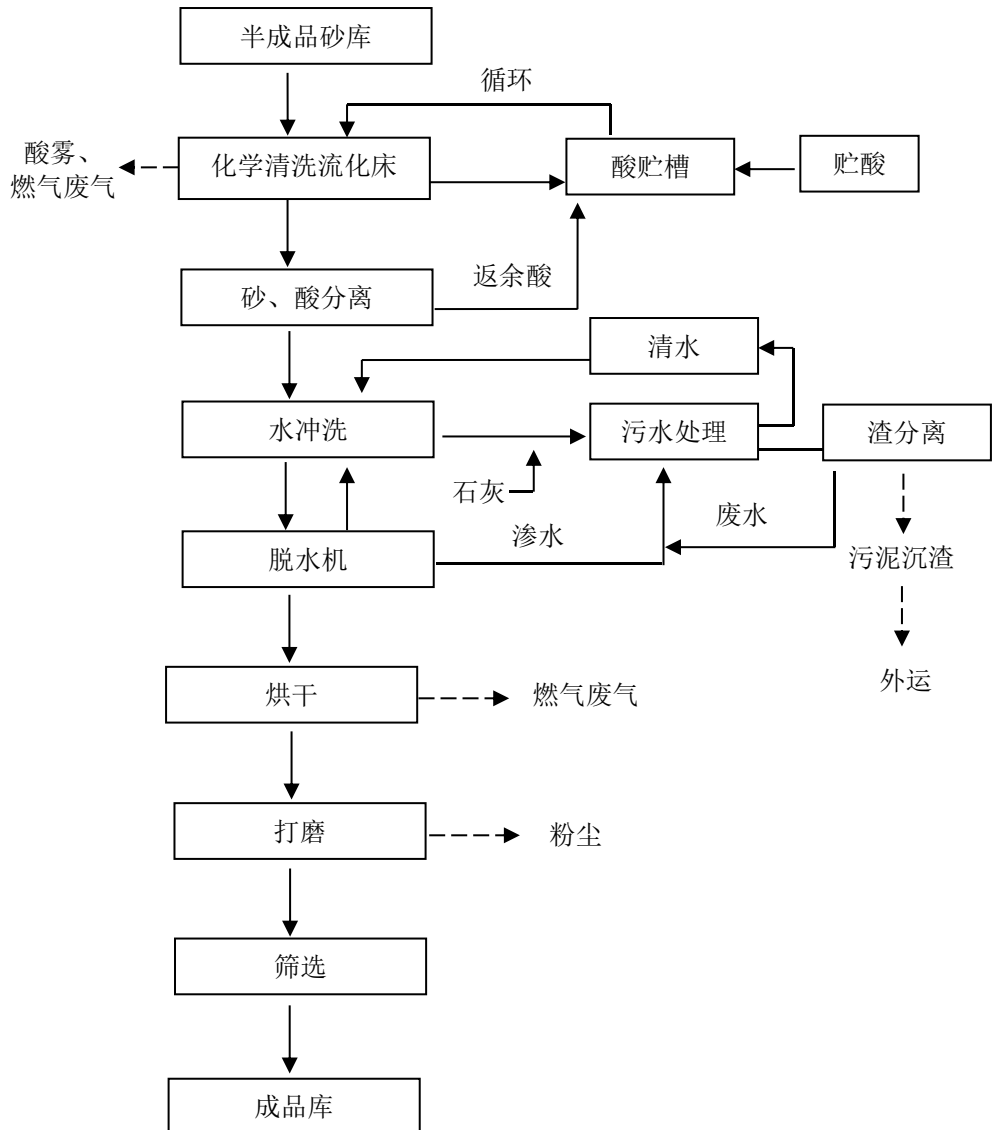 半成品砂库
循环
酸雾、
燃气废气
化学清洗流化床
酸贮槽
贮酸
返余酸
砂、酸分离
清水
水冲洗
污水处理
渣分离
石灰
废水
渗水
脱水机
污泥沉渣
外运
烘干
燃气废气
打磨
粉尘
筛选
成品库